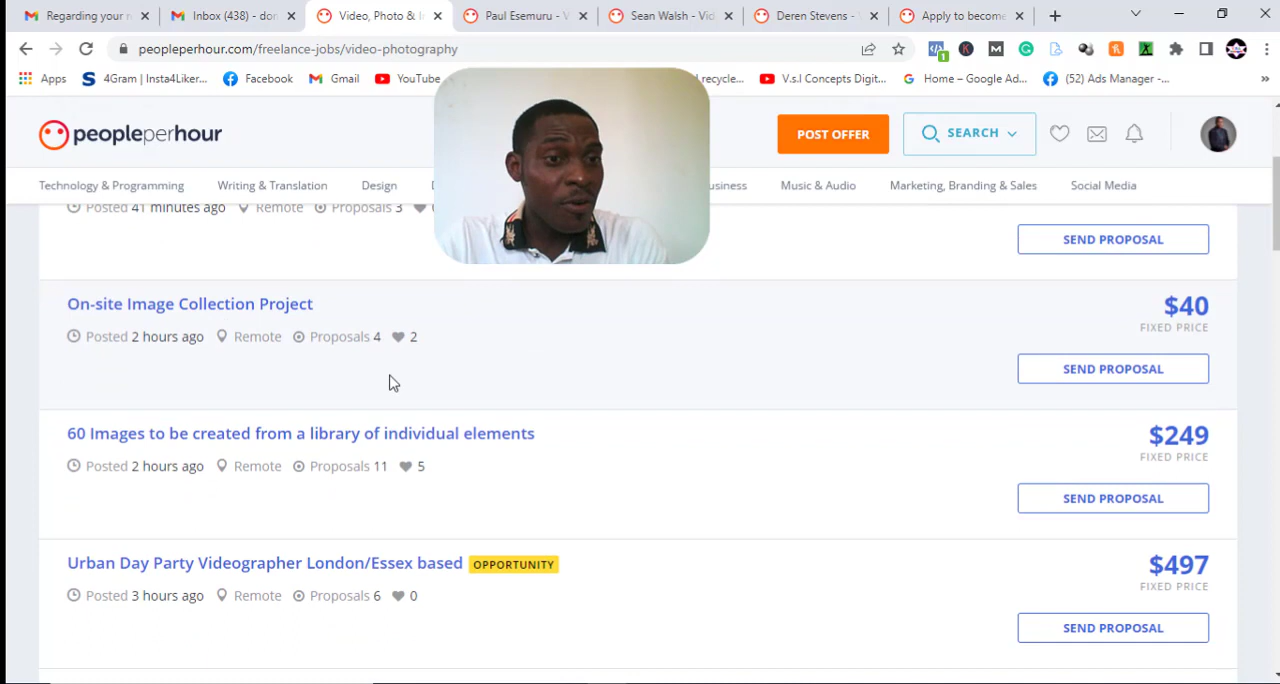 Regarding your r
Inbox (438) - don
Video, Photo & I
Paul Esemuru - V
Sean Walsh - Vid
Deren Stevens -
Apply to become
peopleperhour.com/freelance-jobs/video-photography
1
Apps
4Gram | Insta4Liker...
Facebook
Gmail
YouTube
recycle...
V.s.I Concepts Digit...
Home – Google Ad...
(52) Ads Manager -...
peopleperhour
POST OFFER
SEARCH
Technology & Programming
Writing & Translation
Design
usiness
Music & Audio
Marketing, Branding & Sales
Social Media
Posted 41 minutes ago Remote Proposals 3
SEND PROPOSAL
On-site Image Collection Project
$40
FIXED PRICE
Posted 2 hours ago Remote Proposals 4 2
SEND PROPOSAL
60 Images to be created from a library of individual elements
$249
FIXED PRICE
Posted 2 hours ago Remote Proposals 11 5
SEND PROPOSAL
Urban Day Party Videographer London/Essex based OPPORTUNITY
$497
FIXED PRICE
Posted 3 hours ago Remote Proposals 6 0
SEND PROPOSAL